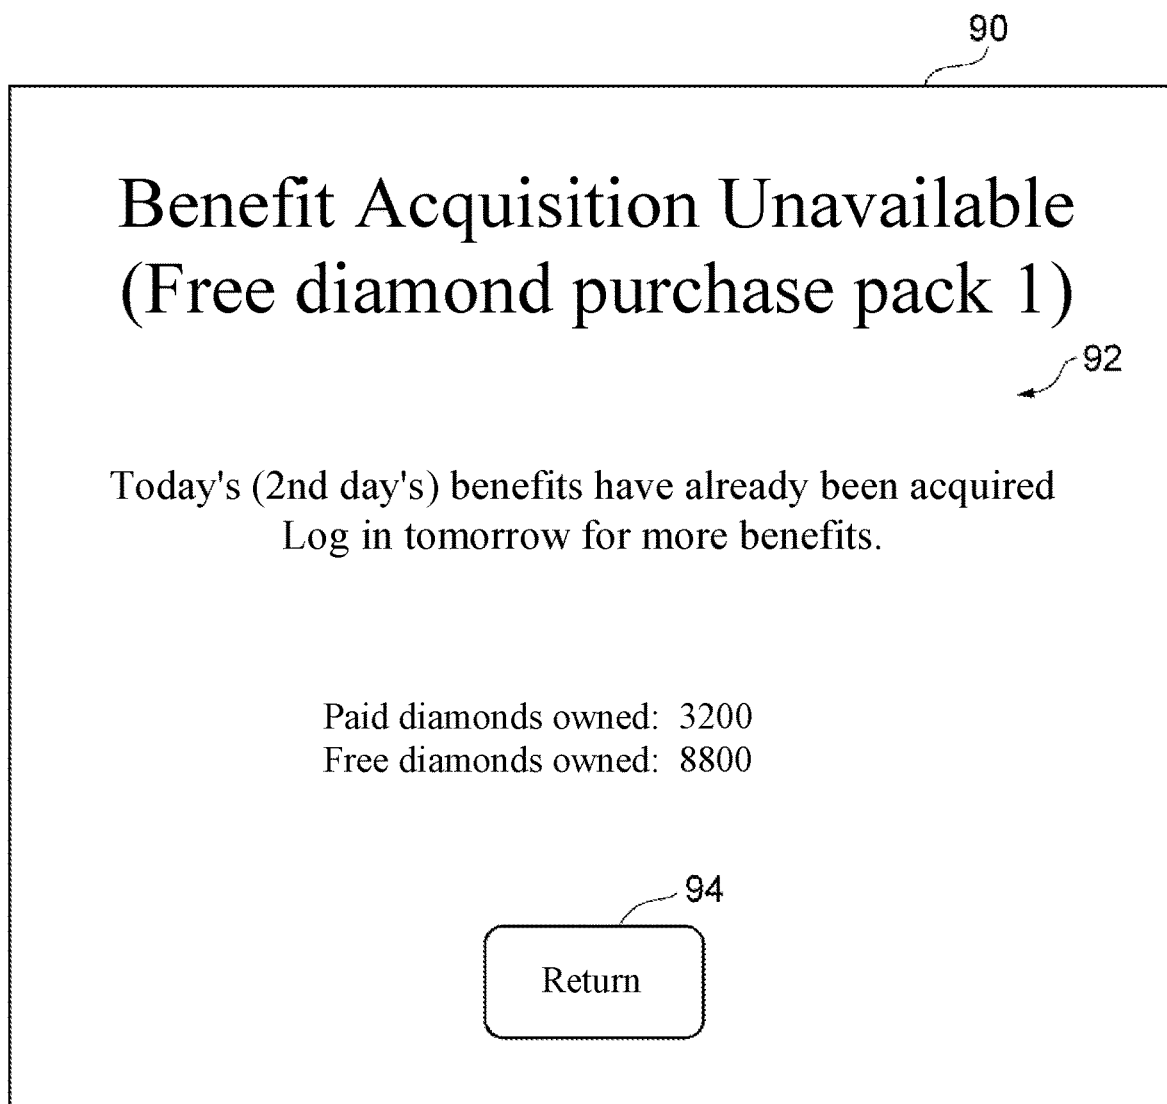 90
Benefit Acquisition Unavailable
(Free diamond purchase pack 1)
92
Today's (2nd day's) benefits have already been acquired
Log in tomorrow for more benefits.
Paid diamonds owned: 3200
Free diamonds owned: 8800
94
Return